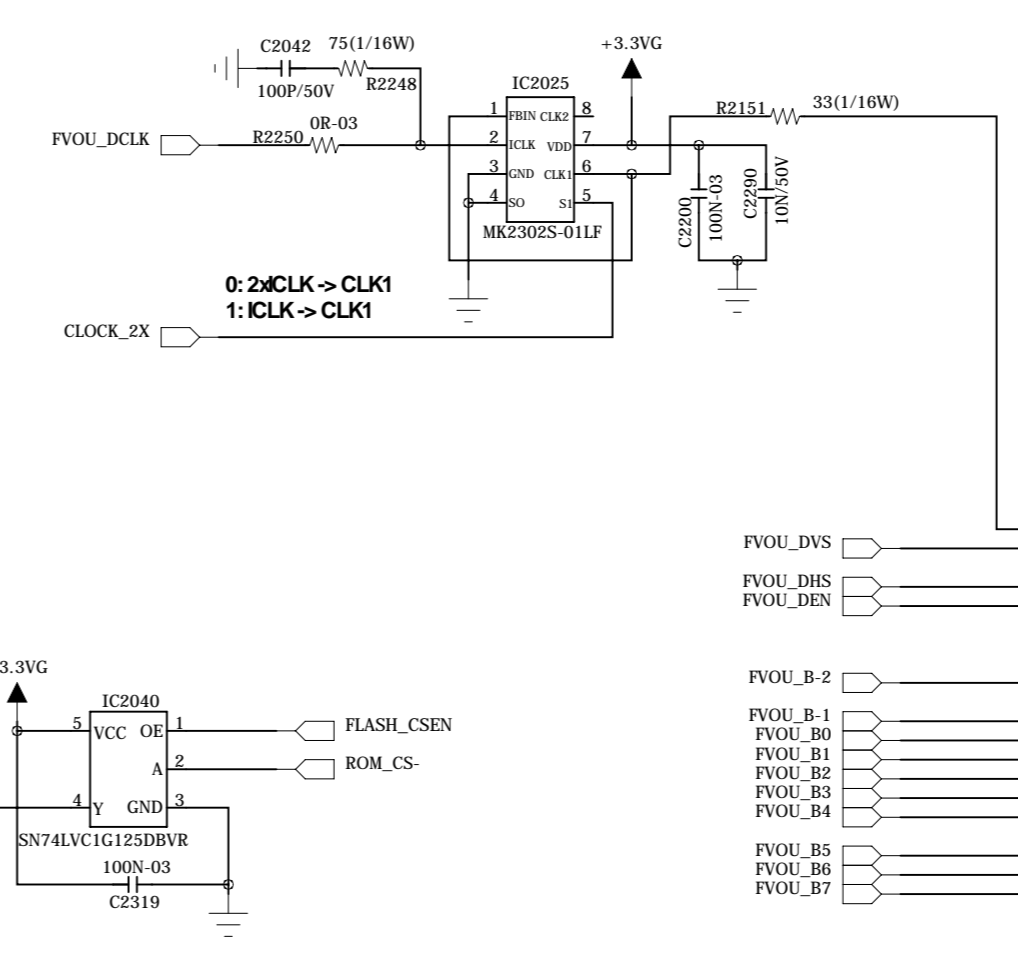 C2042 75(1/16W)
100P/50V R2248
+3.3VG
IC2025
FVOU_DCLK
R2250 0R-03
1 FBIN CLK2 8
2 ICLK VDD 7
3 GND CLK1 6
4 SO S1 5
MK2302S-01LF
R2151 33(1/16W)
C2200
100N-03
C2290
10N/50V
0: 2xICLK -> CLK1
1: ICLK -> CLK1
CLOCK_2X
FVOU_DVS
FVOU_DHS
FVOU_DEN
FVOU_B-2
FVOU_B-1
FVOU_B0
FVOU_B1
FVOU_B2
FVOU_B3
FVOU_B4
FVOU_B5
FVOU_B6
FVOU_B7
3.3VG
IC2040
5 VCC OE 1
A 2
4 Y GND 3
FLASH_CSEN
ROM_CS-
SN74LVC1G125DBVR
100N-03
C2319